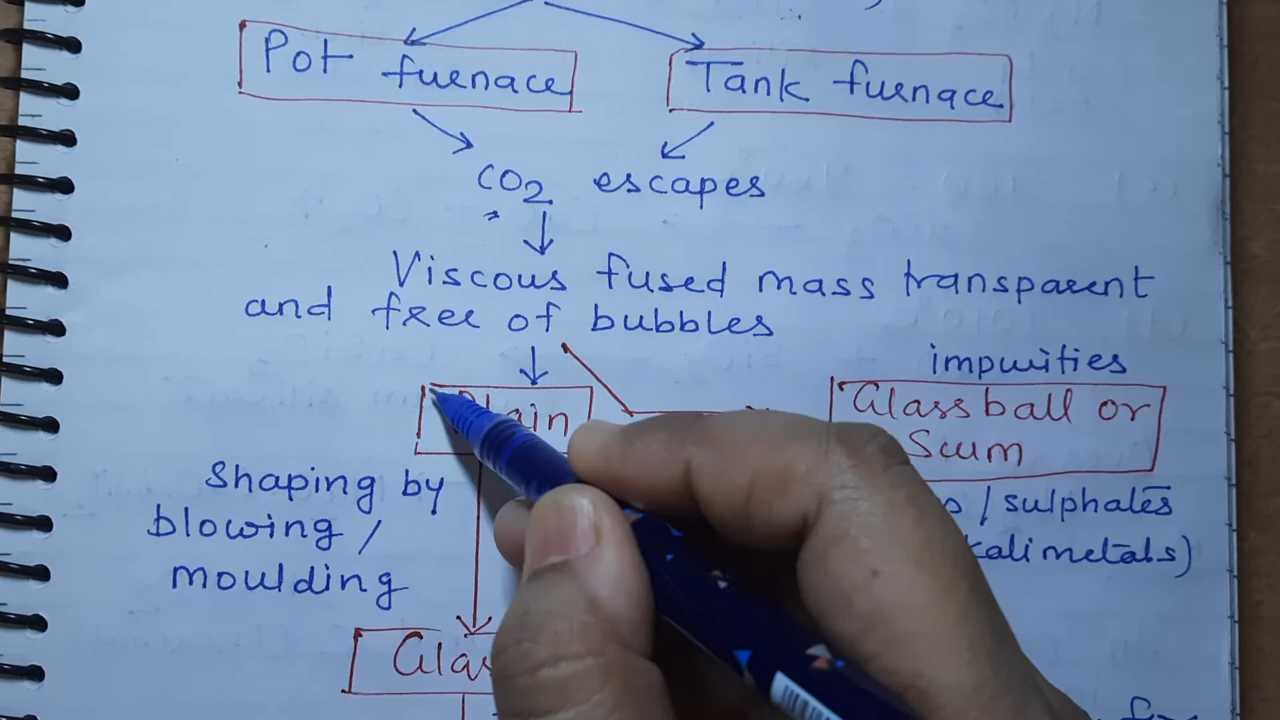 Pot furnace
Tank furnace
CO2 escapes
Viscous fused mass transparent
and free of bubbles
impurities
Glass ball or
Scum
Shaping by
blowing /
moulding
/ sulphates